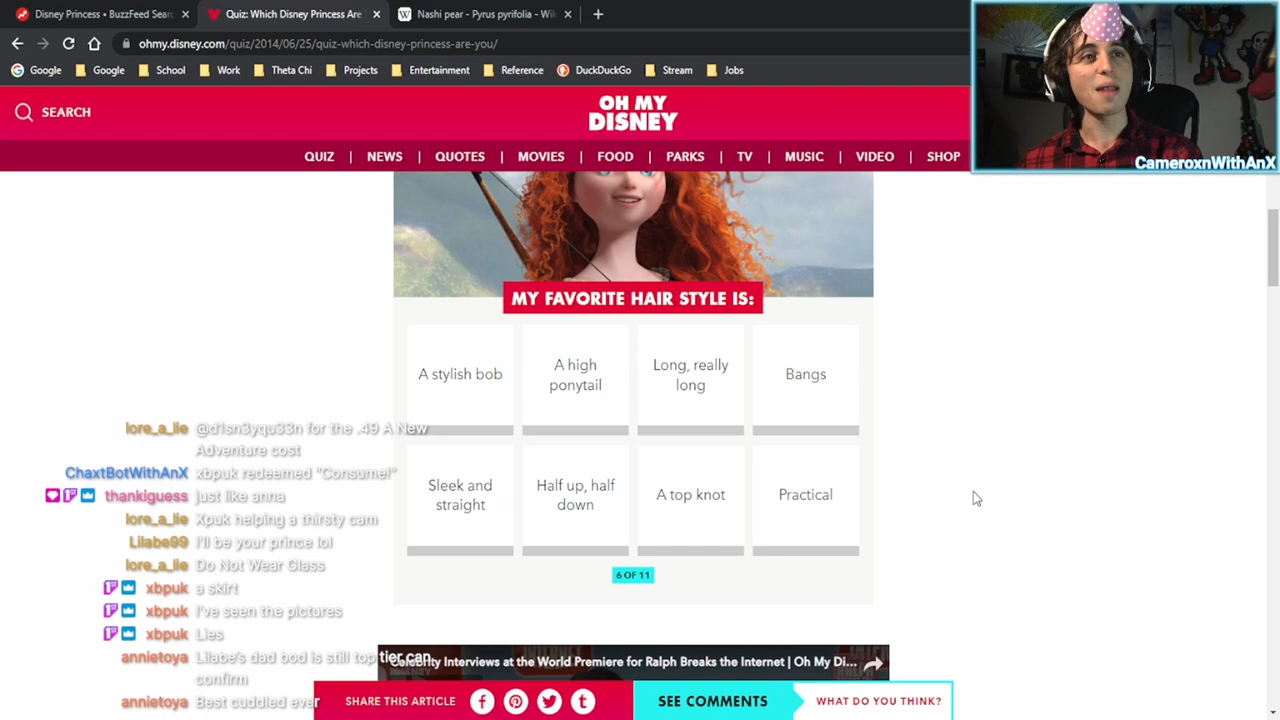 Disney Princess • BuzzFeed Sear
Quiz: Which Disney Princess Are
Nashi pear - Pyrus pyrifolia - Wik
ohmy.disney.com/quiz/2014/06/25/quiz-which-disney-princess-are-you/
Google Google School Work Theta Chi Projects Entertainment Reference DuckDuckGo Stream Jobs
CameroxnWithAnX
SEARCH
OH MY
DISNEY
QUIZ | NEWS | QUOTES | MOVIES | FOOD | PARKS | TV | MUSIC | VIDEO | SHOP
MY FAVORITE HAIR STYLE IS:
A stylish bob
A high
ponytail
Long, really
long
Bangs
Sleek and
straight
Half up, half
down
A top knot
Practical
6 OF 11
lore_a_lie @d1sn3yqu33n for the .49 A New
Adventure cost
ChaxtBotWithAnX xbpuk redeemed "Consume!"
thankiguess just like anna
lore_a_lie Xpuk helping a thirsty cam
Lilabe99 I'll be your prince lol
lore_a_lie Do Not Wear Glass
xbpuk a skirt
xbpuk I've seen the pictures
xbpuk Lies
annietoya Lilabe's dad bod is still top tier can
confirm
annietoya Best cuddled ever
Celebrity Interviews at the World Premiere for Ralph Breaks the Internet | Oh My Di...
SHARE THIS ARTICLE
SEE COMMENTS
WHAT DO YOU THINK?